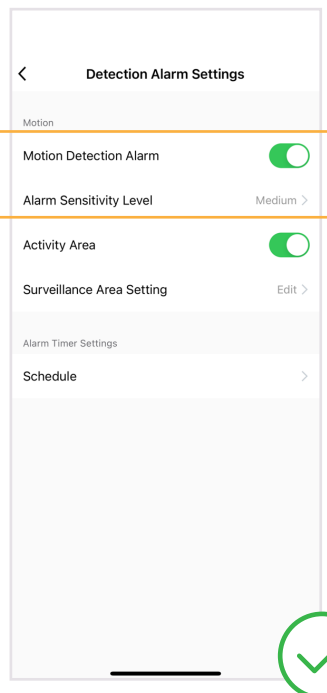 Detection Alarm Settings
Motion
Motion Detection Alarm
Alarm Sensitivity Level Medium
Activity Area
Surveillance Area Setting Edit
Alarm Timer Settings
Schedule